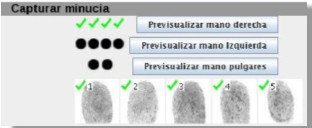 Capturar minucia
Previsualizar mano derecha
Previsualizar mano Izquierda
Previsualizar mano pulgares
1 2 3 4 5